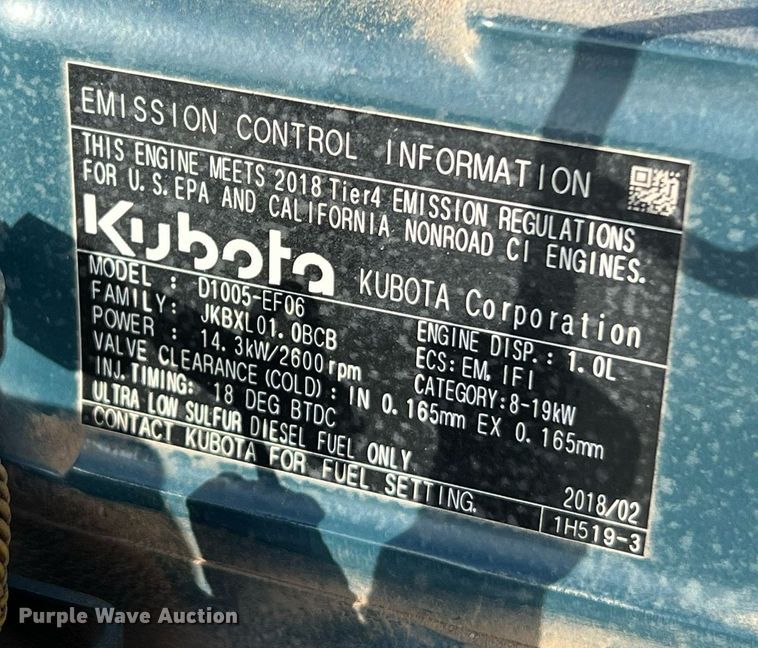 EMISSION CONTROL INFORMATION
THIS ENGINE MEETS 2018 Tier4 EMISSION REGULATIONS
FOR U.S. EPA AND CALIFORNIA NONROAD CI ENGINES.
Kubota KUBOTA Corporation
MODEL : D1005-EF06 ENGINE DISP.: 1.0L
FAMILY: JKBXL01.0BCB ECS: EM, IFI
POWER : 14.3kW/2600rpm CATEGORY: 8-19kW
VALVE CLEARANCE (COLD): IN 0.165mm EX 0.165mm
INJ. TIMING: 18 DEG BTDC
ULTRA LOW SULFUR DIESEL FUEL ONLY 2018/02
CONTACT KUBOTA FOR FUEL SETTING. 1H519-3
Purple Wave Auction